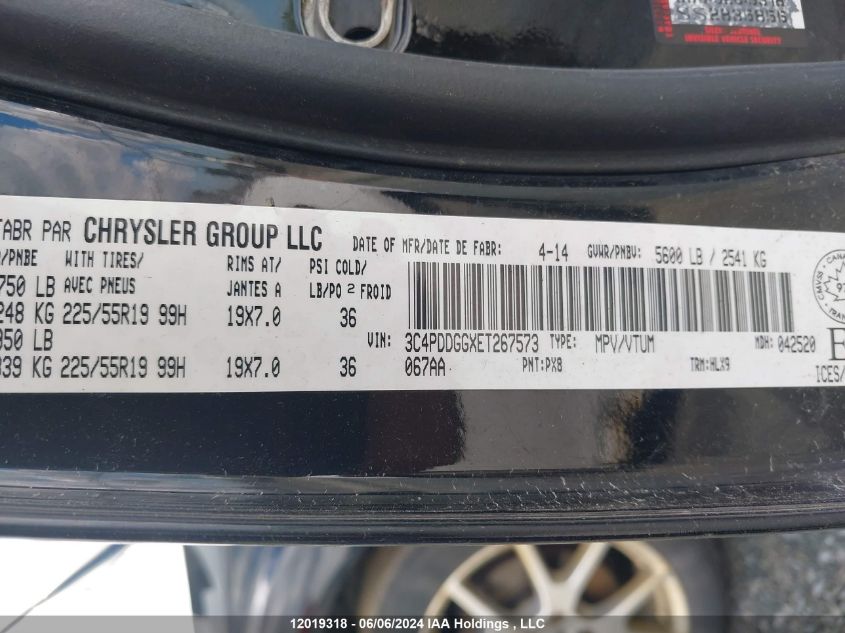 FABR PAR CHRYSLER GROUP LLC DATE OF MFR/DATE DE FABR: 4-14 GVWR/PNBV: 5600 LB / 2541 KG
/PNBE WITH TIRES/ RIMS AT/ PSI COLD/
750 LB AVEC PNEUS JANTES A LB/PO ² FROID
248 KG 225/55R19 99H 19X7.0 36
950 LB VIN: 3C4PDDGGXET267573 TYPE: MPV/VTUM MDH: 042520
939 KG 225/55R19 99H 19X7.0 36 067AA PNT:PX8 TRM:HLX9 ICES/
12019318 - 06/06/2024 IAA Holdings , LLC